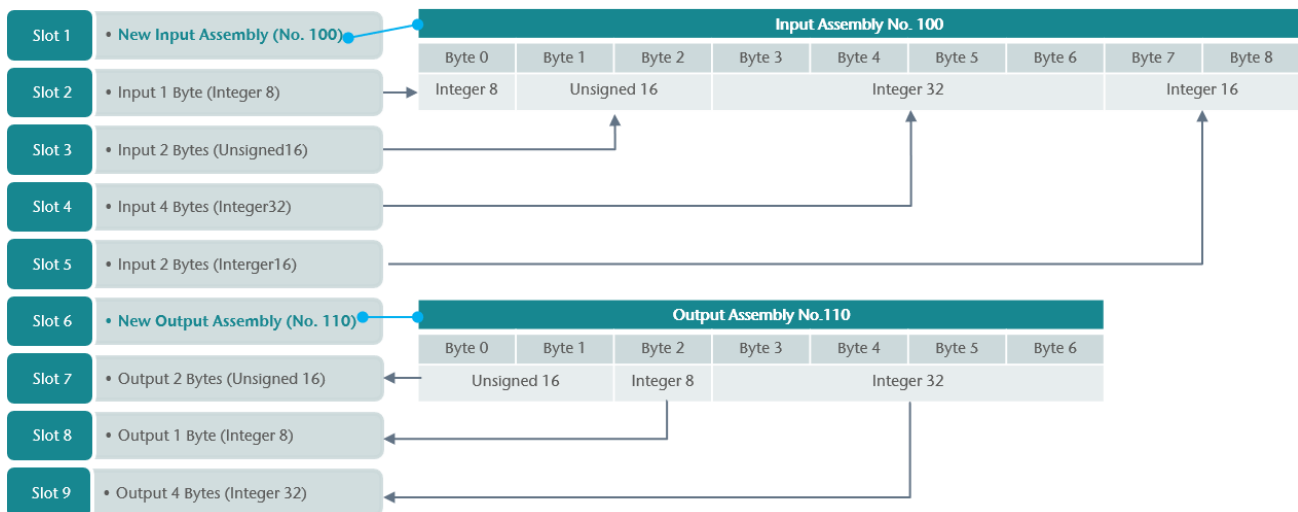 Slot 1
• New Input Assembly (No. 100)
Input Assembly No. 100
Byte 0 Byte 1 Byte 2 Byte 3 Byte 4 Byte 5 Byte 6 Byte 7 Byte 8
Integer 8 Unsigned 16 Integer 32 Integer 16
Slot 2
• Input 1 Byte (Integer 8)
Slot 3
• Input 2 Bytes (Unsigned16)
Slot 4
• Input 4 Bytes (Integer32)
Slot 5
• Input 2 Bytes (Interger16)
Slot 6
• New Output Assembly (No. 110)
Output Assembly No.110
Byte 0 Byte 1 Byte 2 Byte 3 Byte 4 Byte 5 Byte 6
Unsigned 16 Integer 8 Integer 32
Slot 7
• Output 2 Bytes (Unsigned 16)
Slot 8
• Output 1 Byte (Integer 8)
Slot 9
• Output 4 Bytes (Integer 32)